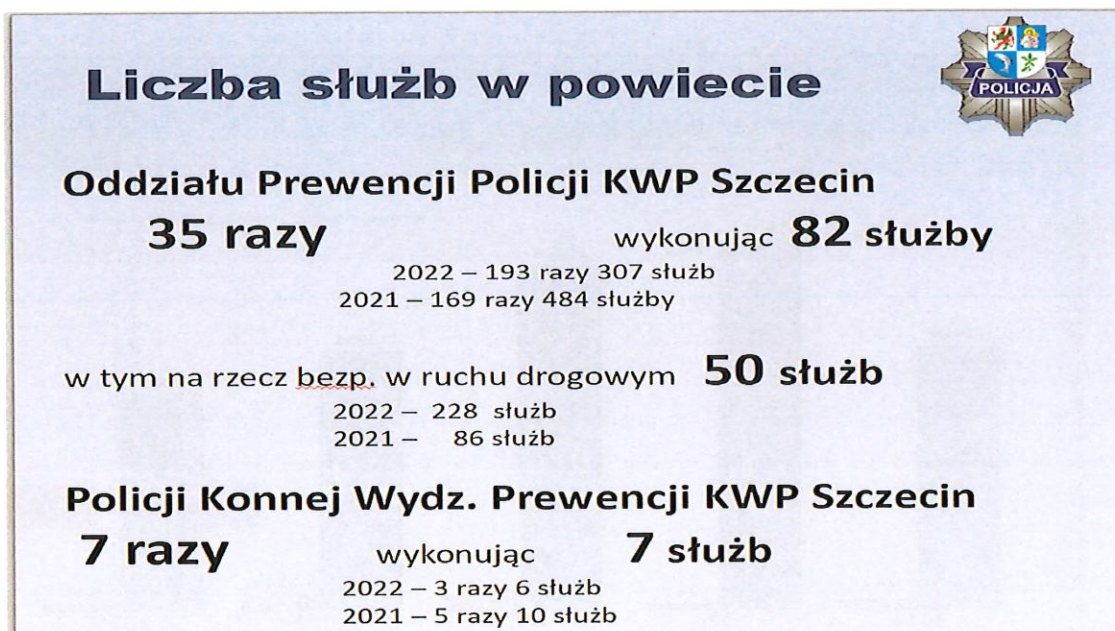 Liczba służb w powiecie
POLICJA
Oddziału Prewencji Policji KWP Szczecin
35 razy wykonując 82 służby
2022 – 193 razy 307 służb
2021 – 169 razy 484 służby
w tym na rzecz bezp. w ruchu drogowym 50 służb
2022 – 228 służb
2021 – 86 służb
Policji Konnej Wydz. Prewencji KWP Szczecin
7 razy wykonując 7 służb
2022 – 3 razy 6 służb
2021 – 5 razy 10 służb